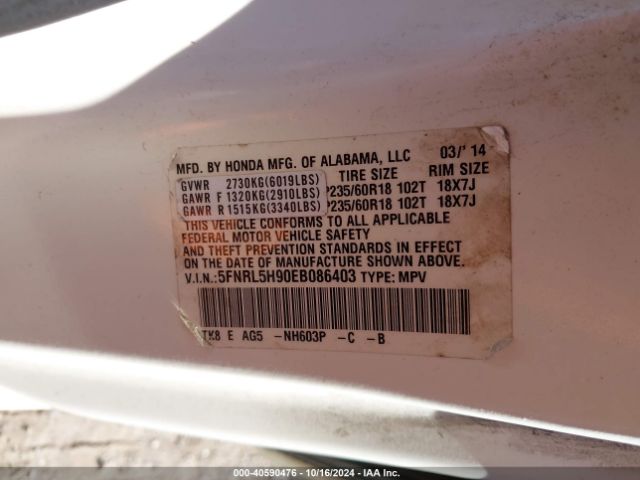 MFD. BY HONDA MFG. OF ALABAMA, LLC 03/'14
TIRE SIZE RIM SIZE
GVWR 2730KG(6019LBS)
GAWR F 1320KG(2910LBS) P235/60R18 102T 18X7J
GAWR R 1515KG(3340LBS) P235/60R18 102T 18X7J
THIS VEHICLE CONFORMS TO ALL APPLICABLE
FEDERAL MOTOR VEHICLE SAFETY
AND THEFT PREVENTION STANDARDS IN EFFECT
ON THE DATE OF MANUFACTURE SHOWN ABOVE.
V.I.N.:5FNRL5H90EB086403 TYPE: MPV
TK8 E AG5 -NH603P -C -B
000-40590476 - 10/16/2024 - IAA Inc.